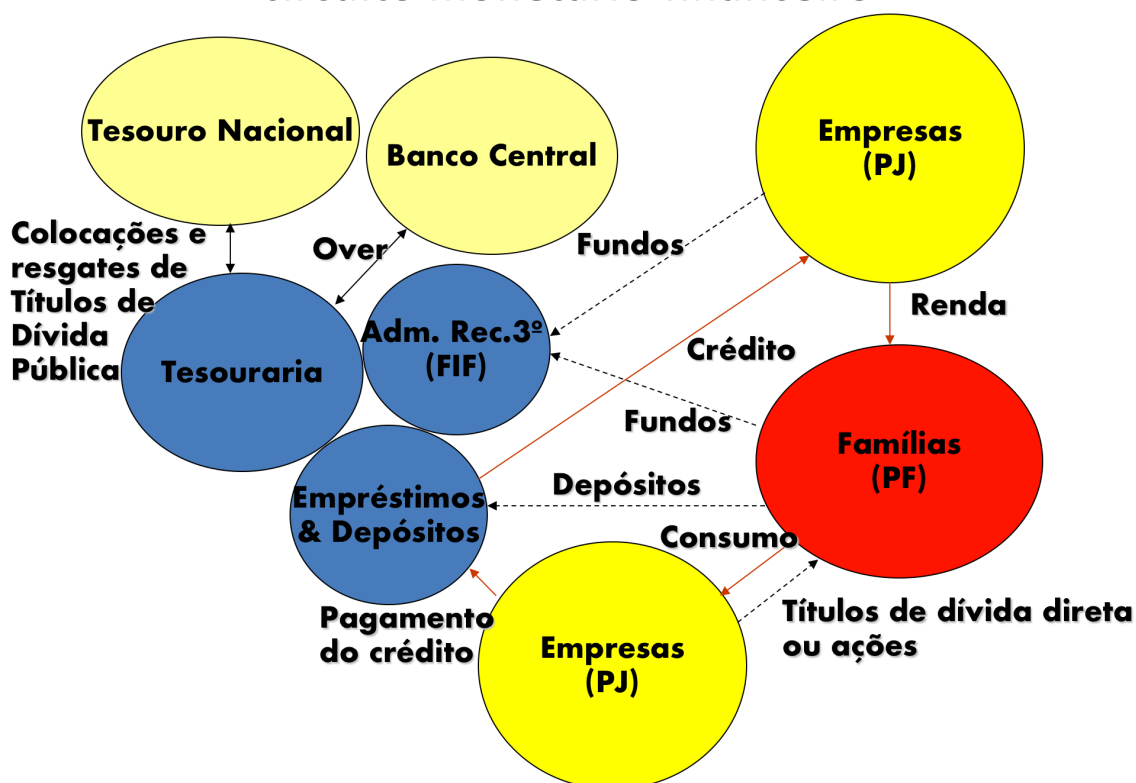 Tesouro Nacional
Banco Central
Empresas
(PJ)
Colocações e
resgates de
Títulos de
Dívida
Pública
Over
Fundos
Renda
Adm. Rec.3º
(FIF)
Tesouraria
Crédito
Fundos
Famílias
(PF)
Depósitos
Empréstimos
& Depósitos
Consumo
Pagamento
do crédito
Empresas
(PJ)
Títulos de dívida direta
ou ações